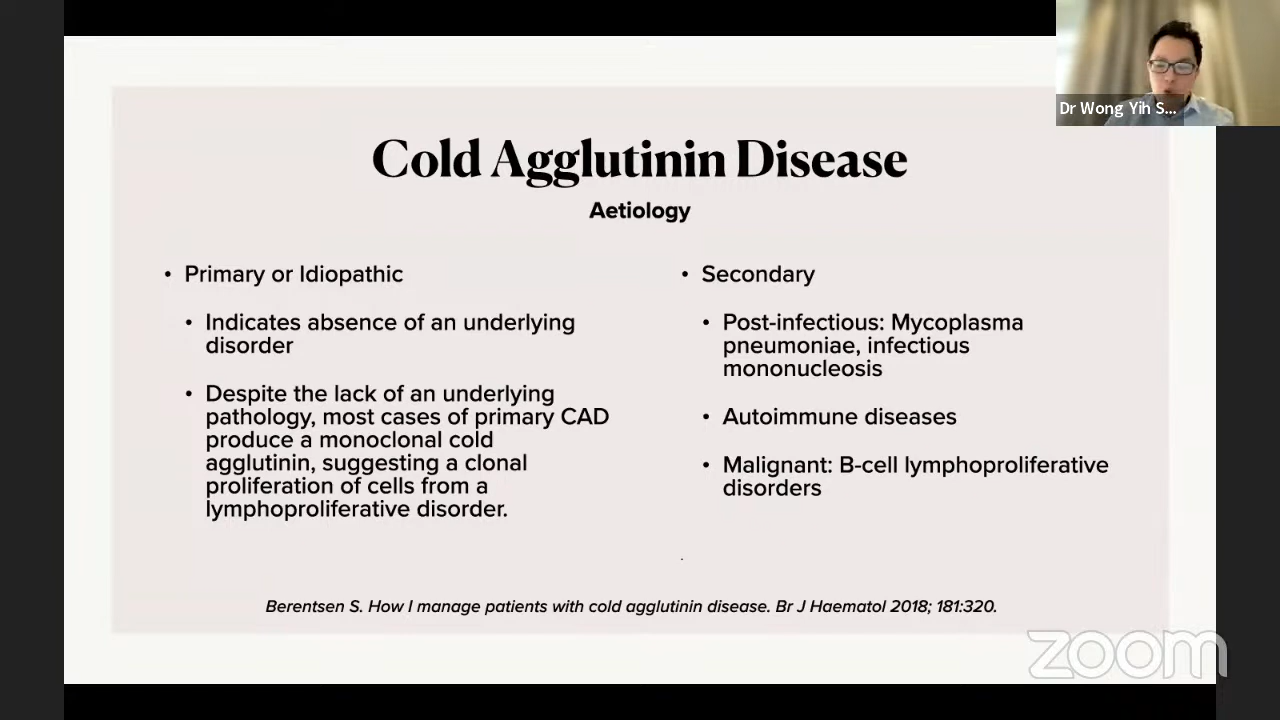 Dr Wong Yih S...
Cold Agglutinin Disease
Aetiology
• Primary or Idiopathic
• Indicates absence of an underlying
disorder
• Despite the lack of an underlying
pathology, most cases of primary CAD
produce a monoclonal cold
agglutinin, suggesting a clonal
proliferation of cells from a
lymphoproliferative disorder.
• Secondary
• Post-infectious: Mycoplasma
pneumoniae, infectious
mononucleosis
• Autoimmune diseases
• Malignant: B-cell lymphoproliferative
disorders
Berentsen S. How I manage patients with cold agglutinin disease. Br J Haematol 2018; 181:320.
zoom